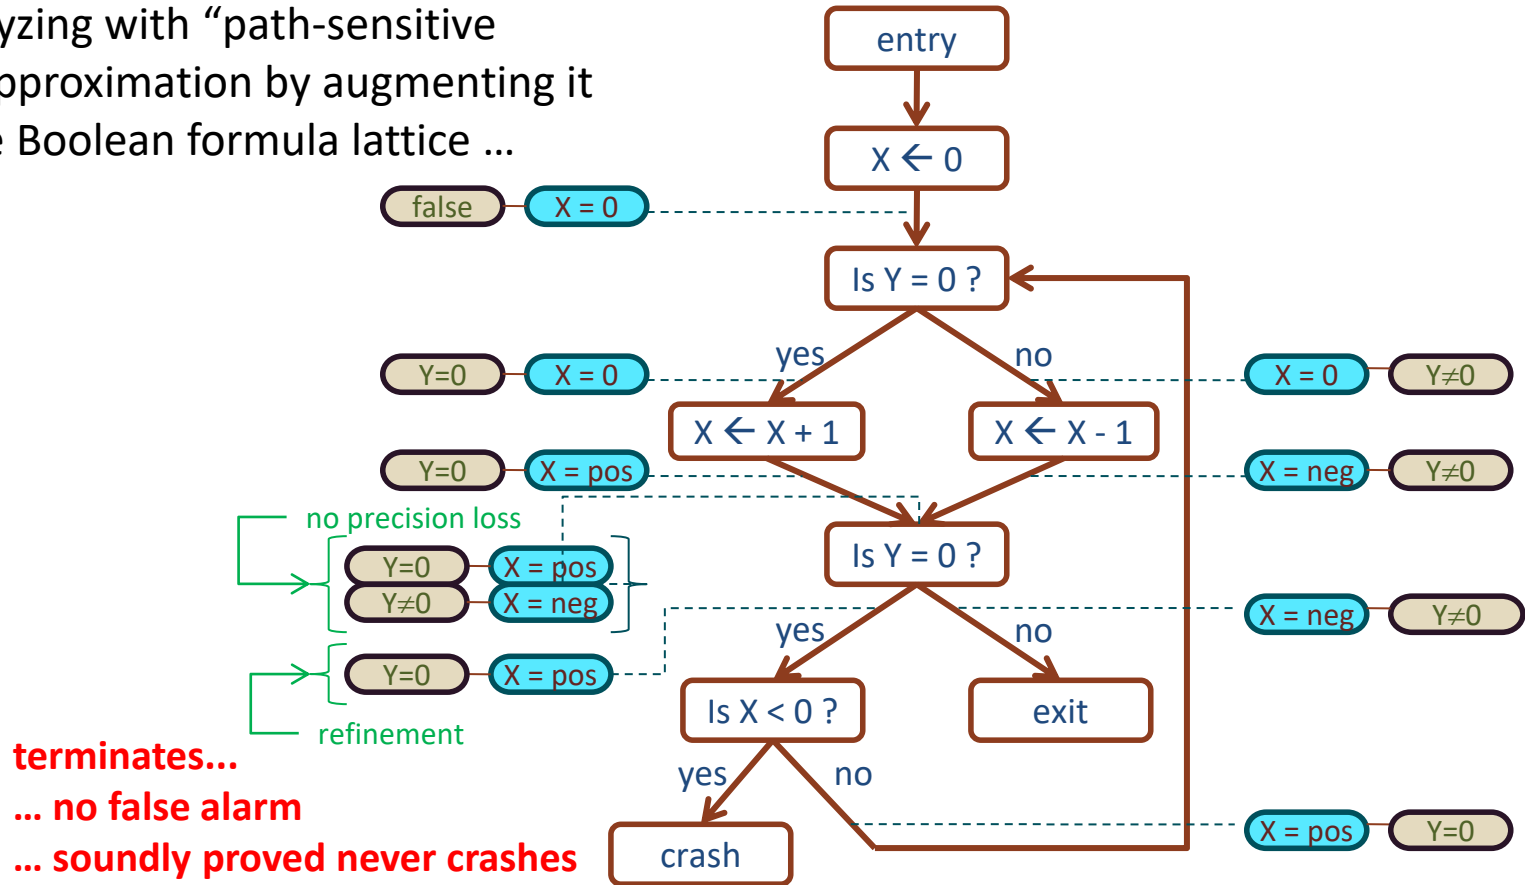 yzing with “path-sensitive
pproximation by augmenting it
e Boolean formula lattice ...
entry
X ← 0
false X = 0
Is Y = 0 ?
yes no
Y=0 X = 0
X = 0 Y≠0
X ← X + 1
X ← X - 1
Y=0 X = pos
X = neg Y≠0
no precision loss
Is Y = 0 ?
Y=0 X = pos
Y≠0 X = neg
X = neg Y≠0
yes no
Y=0 X = pos
Is X < 0 ?
exit
refinement
terminates...
... no false alarm
... soundly proved never crashes
yes no
X = pos Y=0
crash